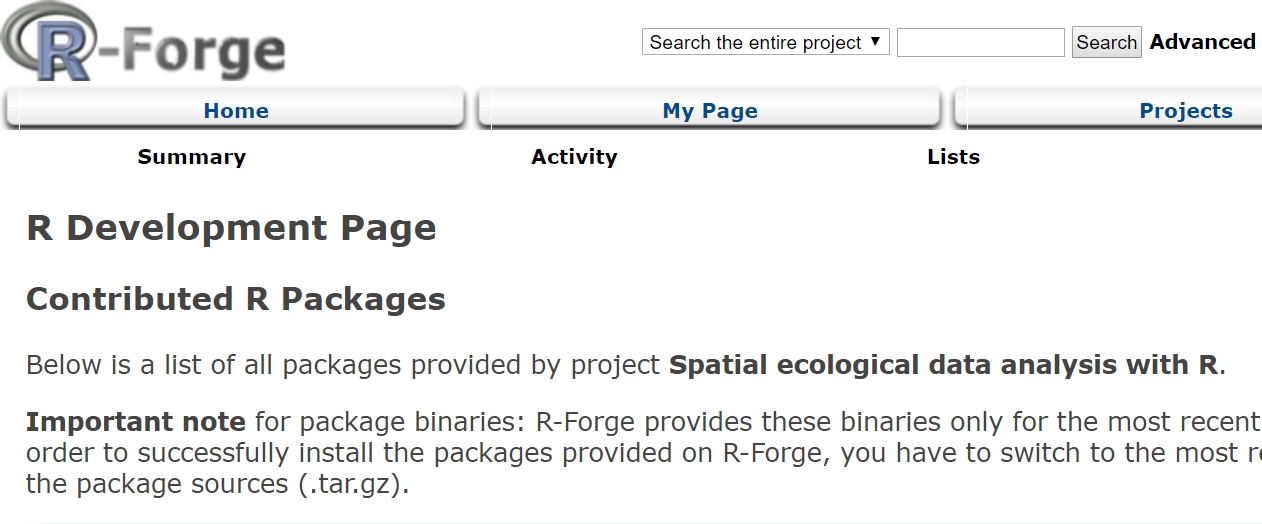 R-Forge
Search the entire project Search Advanced
Home My Page Projects
Summary Activity Lists
R Development Page
Contributed R Packages
Below is a list of all packages provided by project Spatial ecological data analysis with R.
Important note for package binaries: R-Forge provides these binaries only for the most recent
order to successfully install the packages provided on R-Forge, you have to switch to the most
the package sources (.tar.gz).